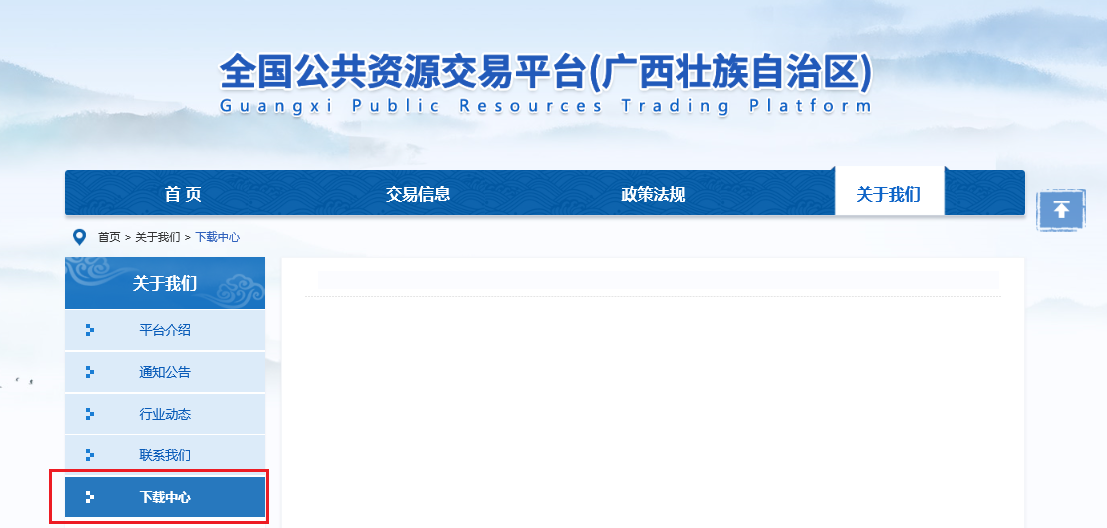 全国公共资源交易平台(广西壮族自治区)
Guangxi Public Resources Trading Platform
首 页 交易信息 政策法规 关于我们
首页 > 关于我们 > 下载中心
关于我们
平台介绍
通知公告
行业动态
联系我们
下载中心